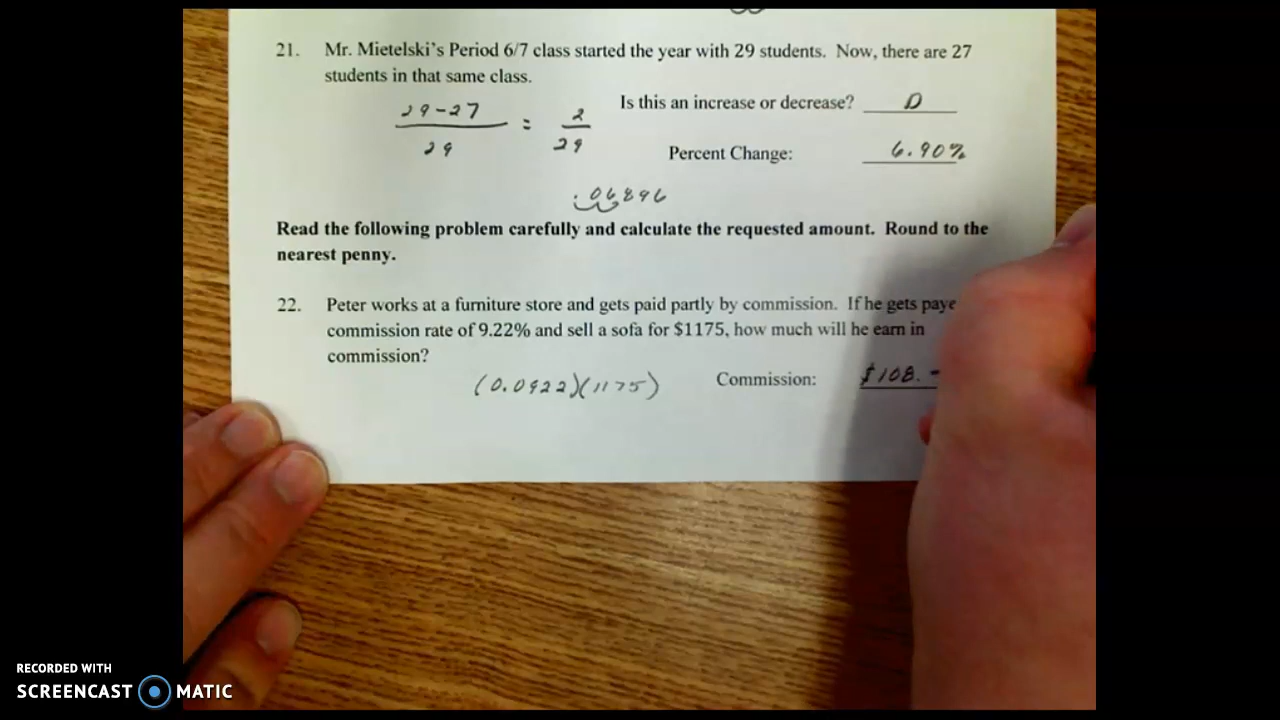 21. Mr. Mietelski's Period 6/7 class started the year with 29 students. Now, there are 27
students in that same class.
Is this an increase or decrease? D
29-27 / 29 = 2 / 29
Percent Change: 6.90%
.06896
Read the following problem carefully and calculate the requested amount. Round to the
nearest penny.
22. Peter works at a furniture store and gets paid partly by commission. If he gets paye
commission rate of 9.22% and sell a sofa for $1175, how much will he earn in
commission?
(0.0922)(1175)
Commission: $108.
RECORDED WITH
SCREENCAST MATIC